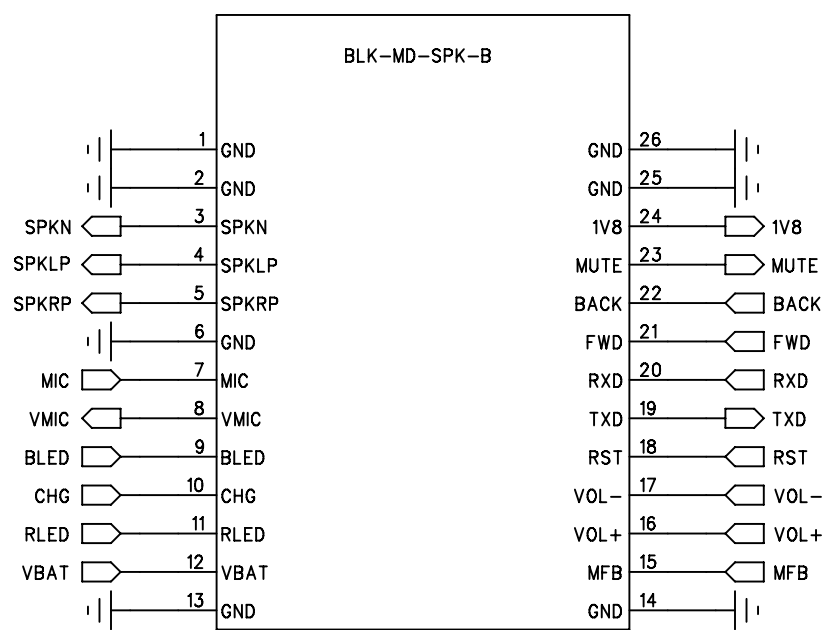 BLK-MD-SPK-B
1 GND GND 26
2 GND GND 25
SPKN 3 SPKN 1V8 24 1V8
SPKLP 4 SPKLP MUTE 23 MUTE
SPKRP 5 SPKRP BACK 22 BACK
6 GND FWD 21 FWD
MIC 7 MIC RXD 20 RXD
VMIC 8 VMIC TXD 19 TXD
BLED 9 BLED RST 18 RST
CHG 10 CHG VOL- 17 VOL-
RLED 11 RLED VOL+ 16 VOL+
VBAT 12 VBAT MFB 15 MFB
13 GND GND 14